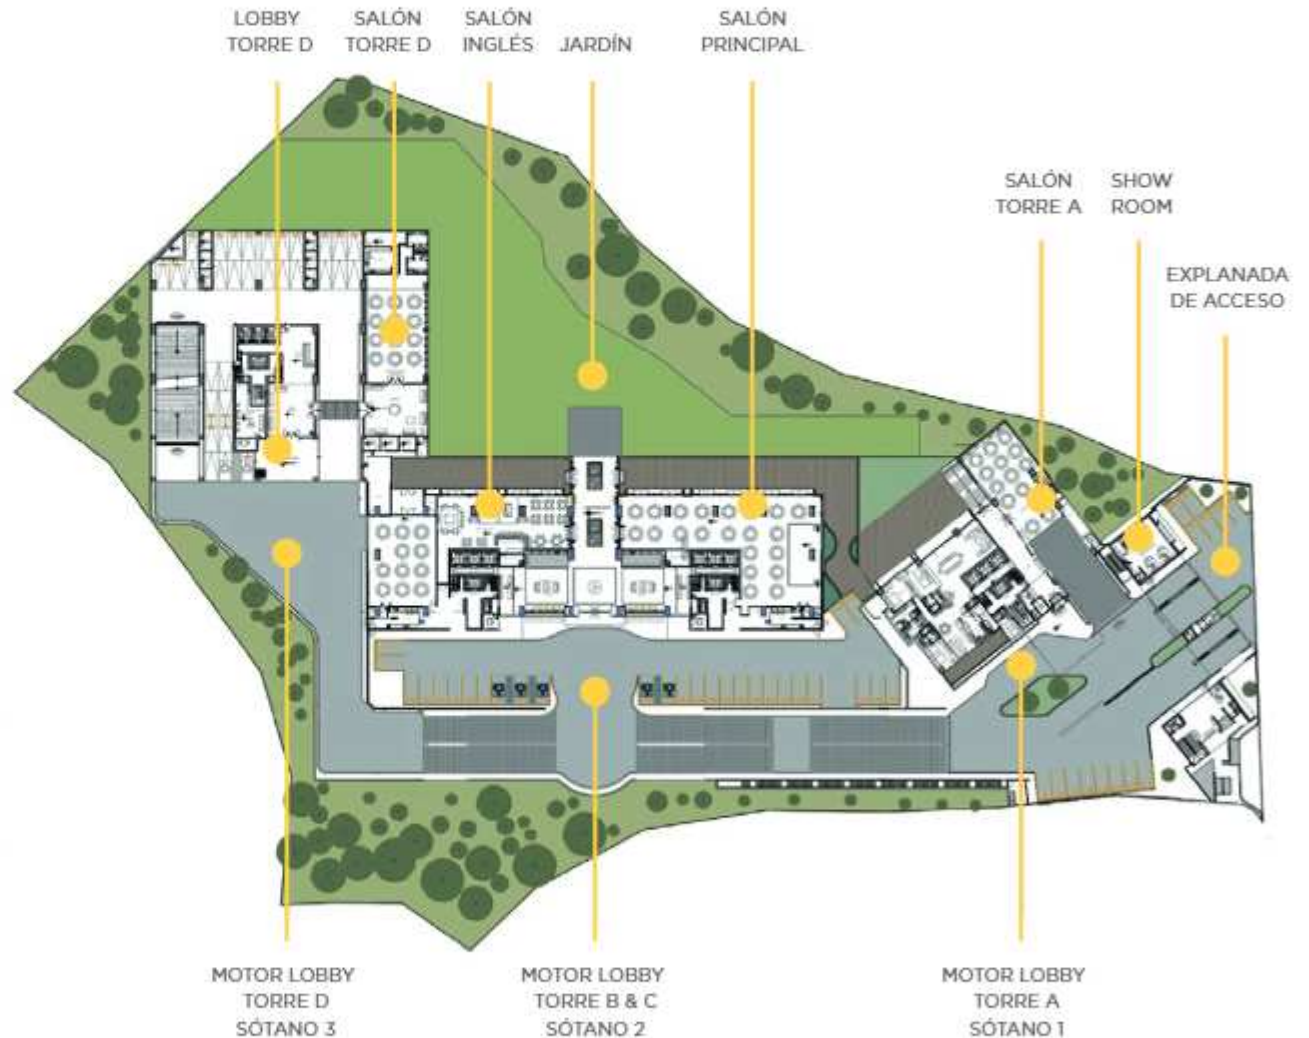 LOBBY
TORRE D
SALÓN
TORRE D
SALÓN
INGLÉS
JARDÍN
SALÓN
PRINCIPAL
SALÓN
TORRE A
SHOW
ROOM
EXPLANADA
DE ACCESO
MOTOR LOBBY
TORRE D
SÓTANO 3
MOTOR LOBBY
TORRE B & C
SÓTANO 2
MOTOR LOBBY
TORRE A
SÓTANO 1